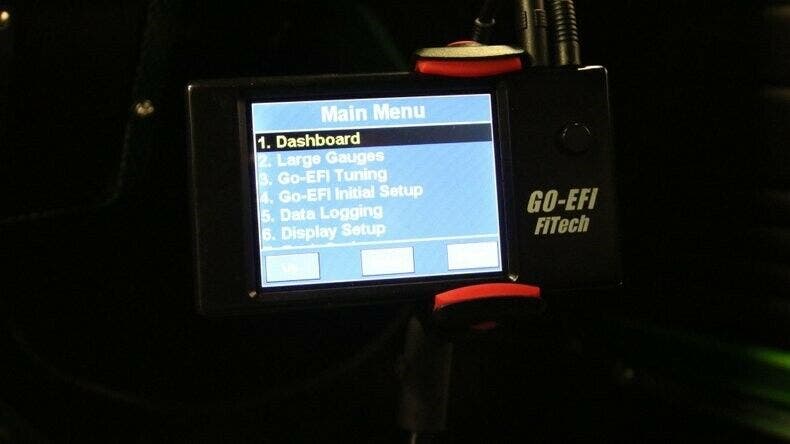 Main Menu
1. Dashboard
2. Large Gauges
3. Go-EFI Tuning
4. Go-EFI Initial Setup
5. Data Logging
6. Display Setup
GO-EFI
FiTech